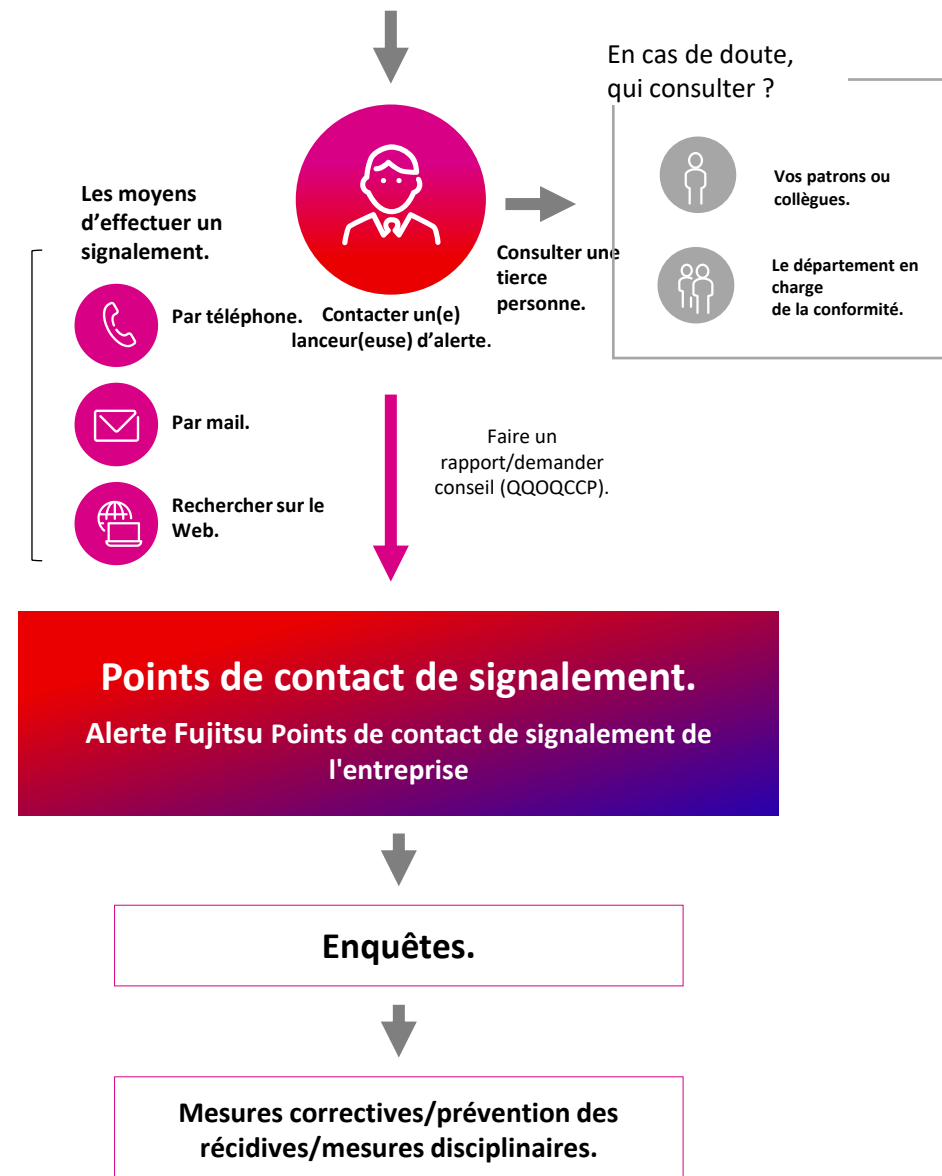 En cas de doute,
qui consulter ?
Vos patrons ou
collègues.
Le département en
charge
de la conformité.
Les moyens
d’effectuer un
signalement.
Par téléphone.
Par mail.
Rechercher sur le
Web.
Contacter un(e)
lanceur(euse) d’alerte.
Consulter une
tierce
personne.
Faire un
rapport/demander
conseil (QQOQCCP).
Points de contact de signalement.
Alerte Fujitsu Points de contact de signalement de
l'entreprise
Enquêtes.
Mesures correctives/prévention des
récidives/mesures disciplinaires.